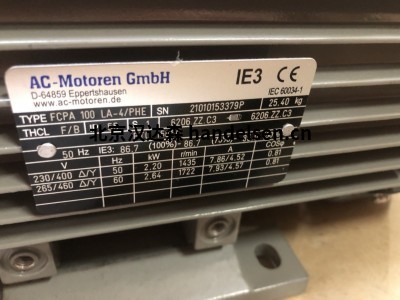 AC-Motoren GmbH
D-64859 Eppertshausen
www.ac-motoren.de
IE3 CE
IEC 60034-1
TYPE FCPA 100 LA-4/PHE 21010153379P 25.40 kg
THCL F/B 6206 ZZ C3 6206 ZZ C3
北京汉达森 www.handelsen.cn
50 Hz IE3: 86.7 (100%)- 86.7
V Hz kW r/min A cosφ
230/400 Δ/Y 50 2.20 1435 7.86/4.52 0.81
265/460 Δ/Y 60 2.64 1722 7.93/4.57 0.81